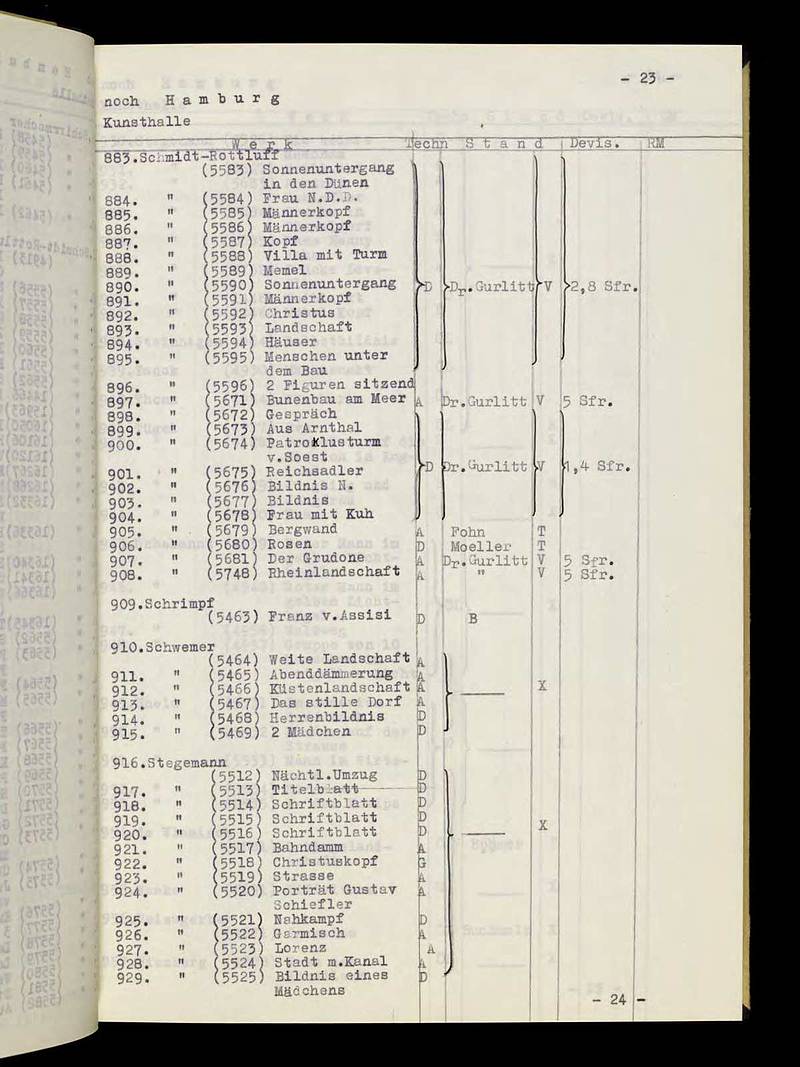 - 23 -
noch H a m b u r g
Kunsthalle
W e r k Techn S t a n d Devis. RM
883.Schmidt-Rottluff
(5583) Sonnenuntergang
in den Dünen
884. " (5584) Frau N.D.D.
885. " (5585) Männerkopf
886. " (5586) Männerkopf
887. " (5587) Kopf
888. " (5588) Villa mit Turm
889. " (5589) Memel
890. " (5590) Sonnenuntergang D Dr.Gurlitt V 2,8 Sfr.
891. " (5591) Männerkopf
892. " (5592) Christus
893. " (5593) Landschaft
894. " (5594) Häuser
895. " (5595) Menschen unter
dem Bau
896. " (5596) 2 Figuren sitzend
897. " (5671) Bunenbau am Meer A Dr.Gurlitt V 5 Sfr.
898. " (5672) Gespräch
899. " (5673) Aus Arnthal
900. " (5674) Patroklusturm
v.Soest
901. " (5675) Reichsadler D Dr.Gurlitt V 1,4 Sfr.
902. " (5676) Bildnis N.
903. " (5677) Bildnis
904. " (5678) Frau mit Kuh
905. " (5679) Bergwand A Fohn T
906. " (5680) Rosen D Moeller T
907. " (5681) Der Grudone A Dr.Gurlitt V 5 Sfr.
908. " (5748) Rheinlandschaft A " V 5 Sfr.
909.Schrimpf
(5463) Franz v.Assisi D B
910.Schwemer
(5464) Weite Landschaft A
911. " (5465) Abenddämmerung A
912. " (5466) Küstenlandschaft A X
913. " (5467) Das stille Dorf A
914. " (5468) Herrenbildnis D
915. " (5469) 2 Mädchen D
916.Stegemann
(5512) Nächtl.Umzug D
917. " (5513) Titelblatt D
918. " (5514) Schriftblatt D
919. " (5515) Schriftblatt D
920. " (5516) Schriftblatt D X
921. " (5517) Bahndamm A
922. " (5518) Christuskopf G
923. " (5519) Strasse A
924. " (5520) Porträt Gustav A
Schiefler
925. " (5521) Nahkampf D
926. " (5522) Garmisch A
927. " (5523) Lorenz A
928. " (5524) Stadt m.Kanal A
929. " (5525) Bildnis eines D
Mädchens
- 24 -